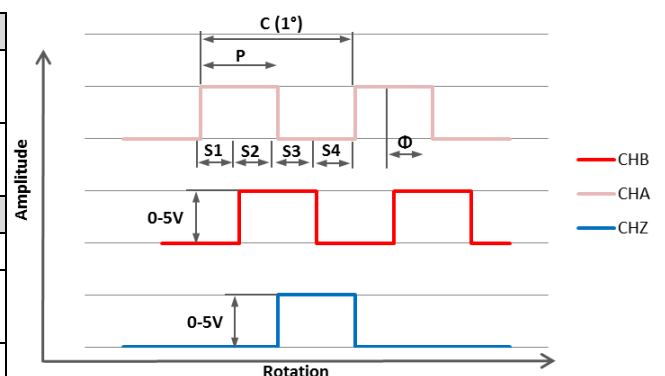 C (1°)
P
S1 S2 S3 S4 Φ
Amplitude
CHB
CHA
0-5V
CHZ
0-5V
Rotation